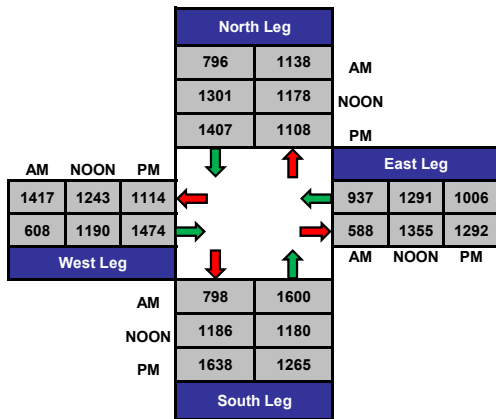 North Leg
796 1138 AM
1301 1178 NOON
1407 1108 PM
East Leg
AM NOON PM
1417 1243 1114 937 1291 1006
608 1190 1474 588 1355 1292
West Leg AM NOON PM
AM 798 1600
NOON 1186 1180
PM 1638 1265
South Leg